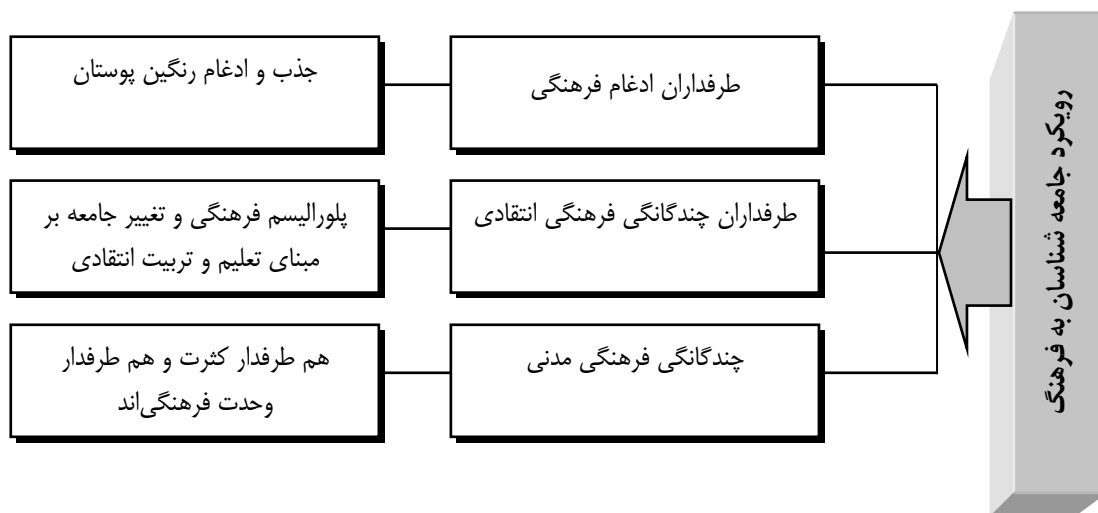 رویکرد جامعه شناسان به فرهنگ
طرفداران ادغام فرهنگی
جذب و ادغام رنگین پوستان
طرفداران چندگانگی فرهنگی انتقادی
پلورالیسم فرهنگی و تغییر جامعه بر
مبنای تعلیم و تربیت انتقادی
چندگانگی فرهنگی مدنی
هم طرفدار کثرت و هم طرفدار
وحدت فرهنگی‌اند